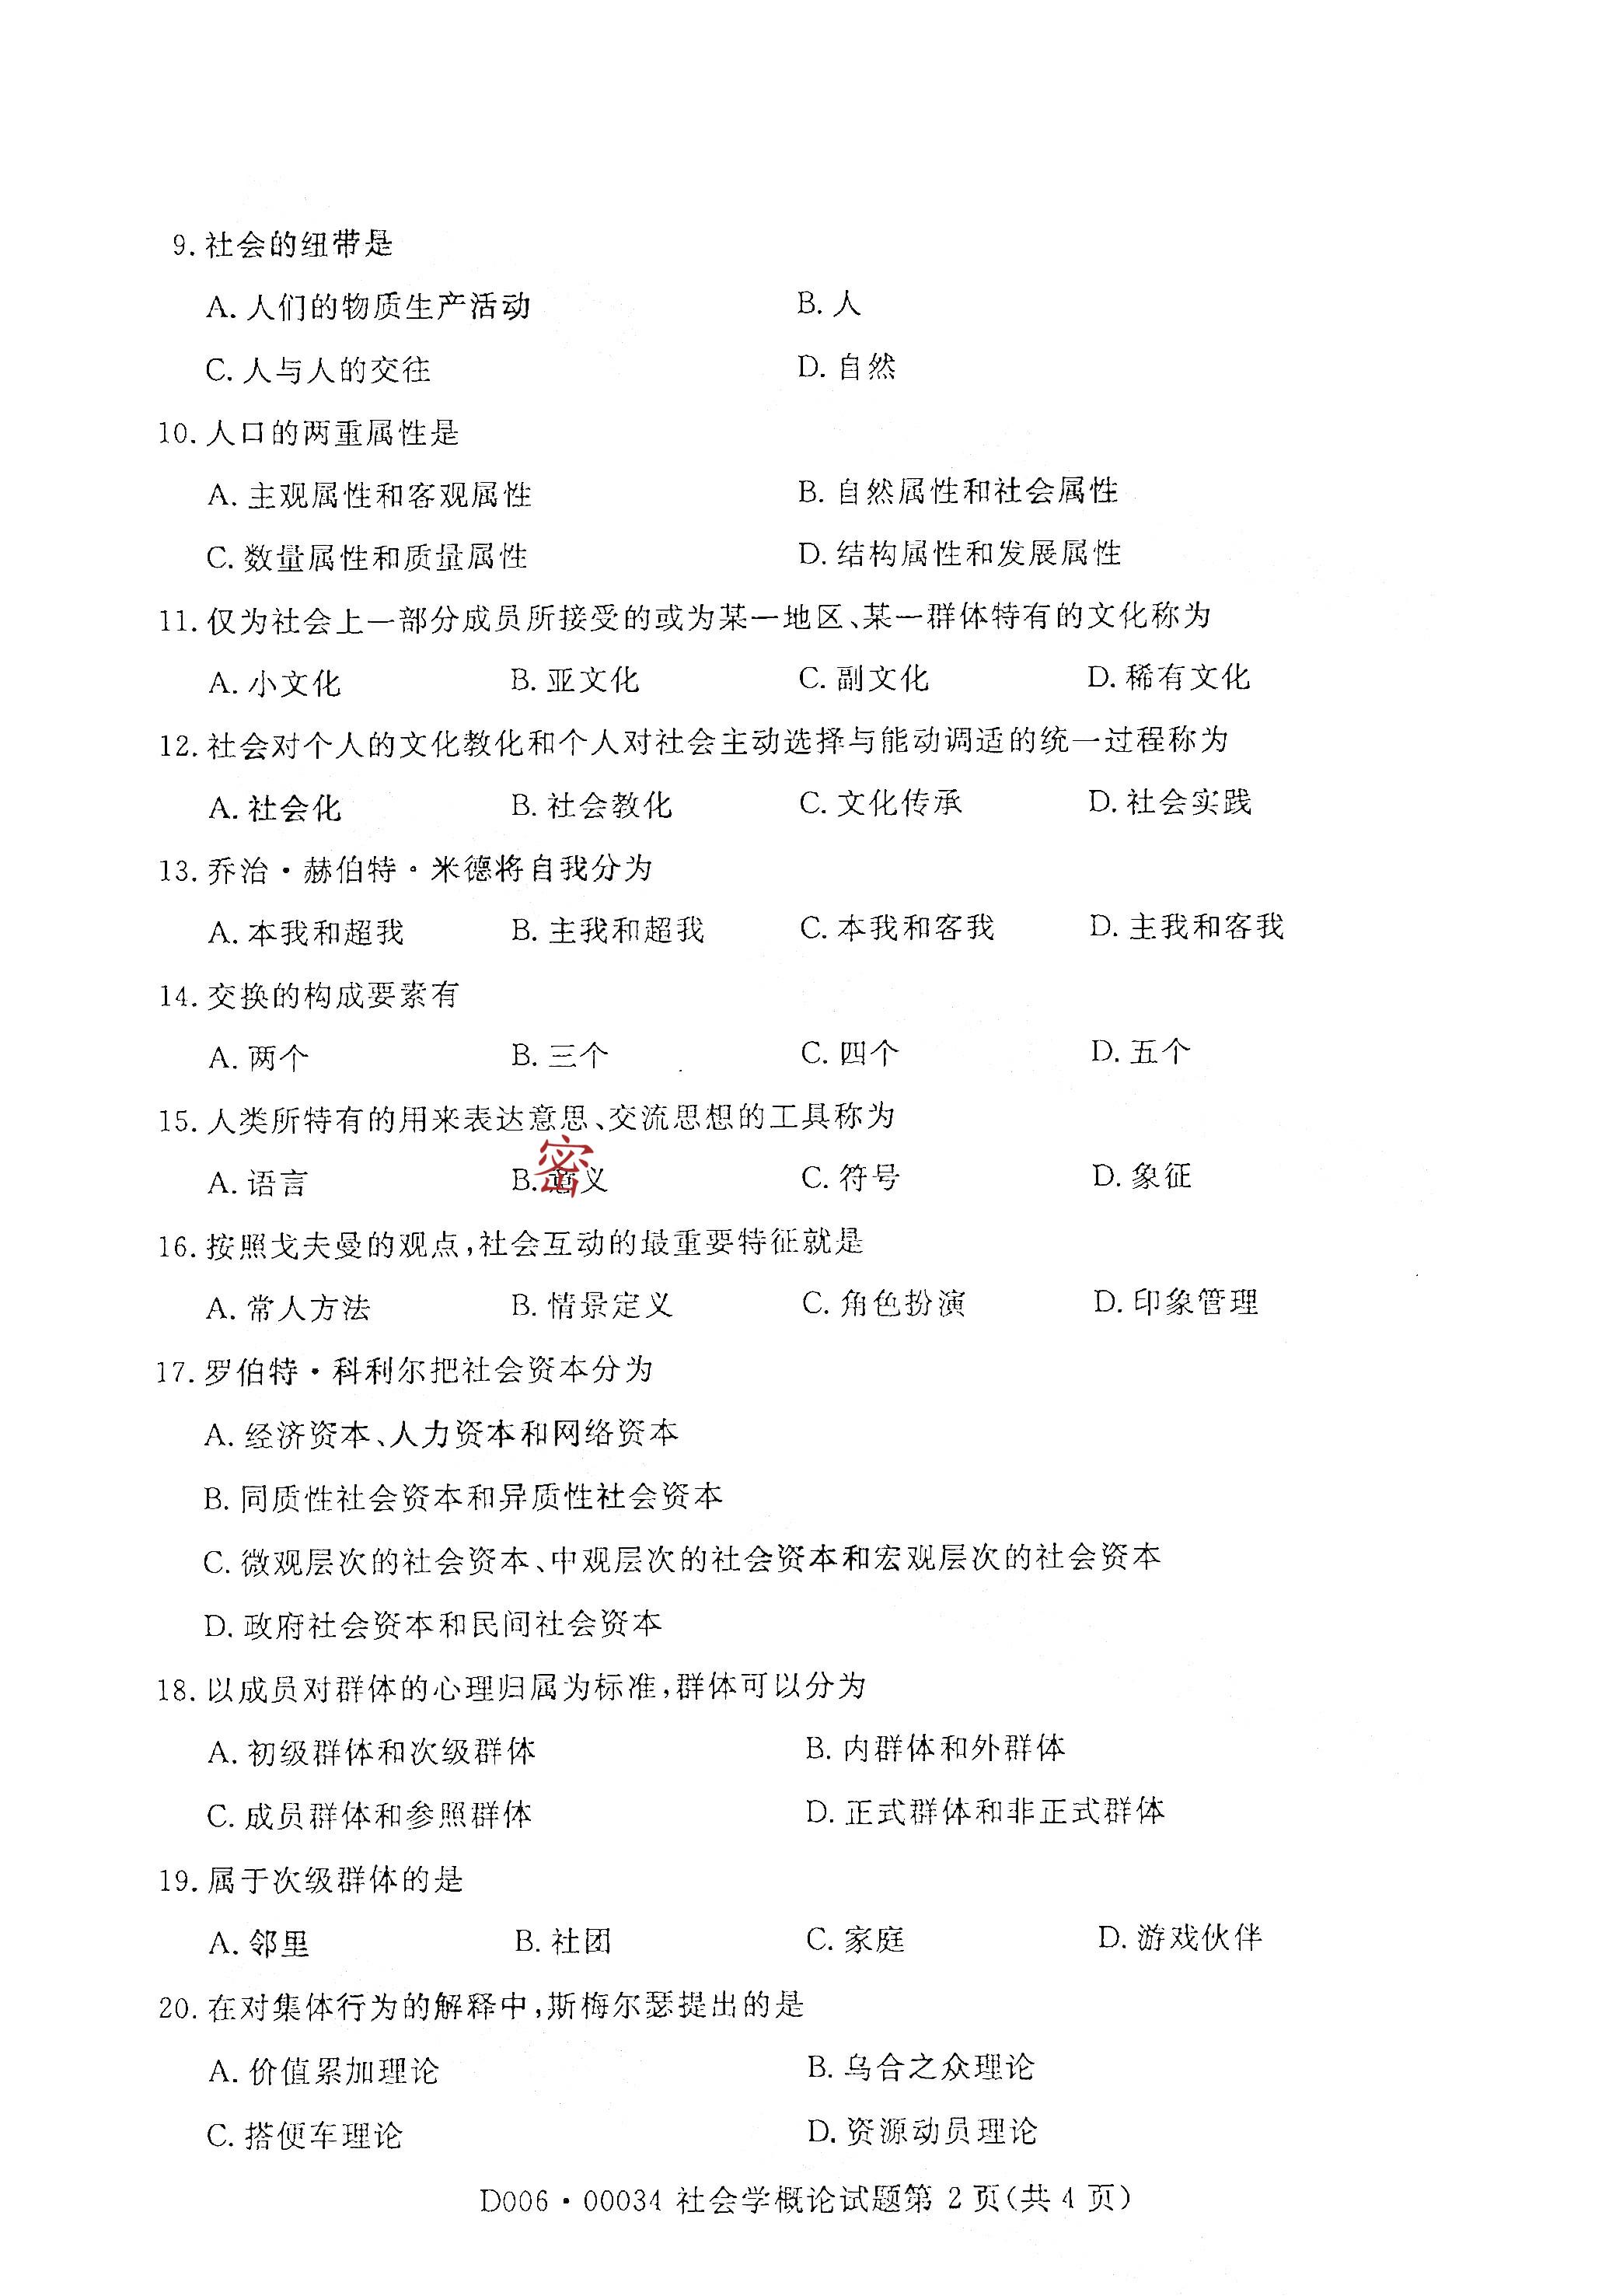 9. 社会的纽带是
A. 人们的物质生产活动 B. 人
C. 人与人的交往 D. 自然
10. 人口的两重属性是
A. 主观属性和客观属性 B. 自然属性和社会属性
C. 数量属性和质量属性 D. 结构属性和发展属性
11. 仅为社会上一部分成员所接受的或为某一地区、某一群体特有的文化称为
A. 小文化 B. 亚文化 C. 副文化 D. 稀有文化
12. 社会对个人的文化教化和个人对社会主动选择与能动调适的统一过程称为
A. 社会化 B. 社会教化 C. 文化传承 D. 社会实践
13. 乔治·赫伯特·米德将自我分为
A. 本我和超我 B. 主我和超我 C. 本我和客我 D. 主我和客我
14. 交换的构成要素有
A. 两个 B. 三个 C. 四个 D. 五个
15. 人类所特有的用来表达意思、交流思想的工具称为
密
A. 语言 B. 意义 C. 符号 D. 象征
16. 按照戈夫曼的观点,社会互动的最重要特征就是
A. 常人方法 B. 情景定义 C. 角色扮演 D. 印象管理
17. 罗伯特·科利尔把社会资本分为
A. 经济资本、人力资本和网络资本
B. 同质性社会资本和异质性社会资本
C. 微观层次的社会资本、中观层次的社会资本和宏观层次的社会资本
D. 政府社会资本和民间社会资本
18. 以成员对群体的心理归属为标准,群体可以分为
A. 初级群体和次级群体 B. 内群体和外群体
C. 成员群体和参照群体 D. 正式群体和非正式群体
19. 属于次级群体的是
A. 邻里 B. 社团 C. 家庭 D. 游戏伙伴
20. 在对集体行为的解释中,斯梅尔瑟提出的是
A. 价值累加理论 B. 乌合之众理论
C. 搭便车理论 D. 资源动员理论
D006·00034 社会学概论试题第 2 页(共 4 页)